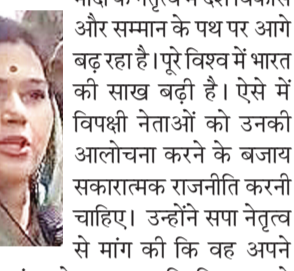 मोदी के नेतृत्व में देश विकास
और सम्मान के पथ पर आगे
बढ़ रहा है। पूरे विश्व में भारत
की साख बढ़ी है। ऐसे में
विपक्षी नेताओं को उनकी
आलोचना करने के बजाय
सकारात्मक राजनीति करनी
चाहिए। उन्होंने सपा नेतृत्व
से मांग की कि वह अपने